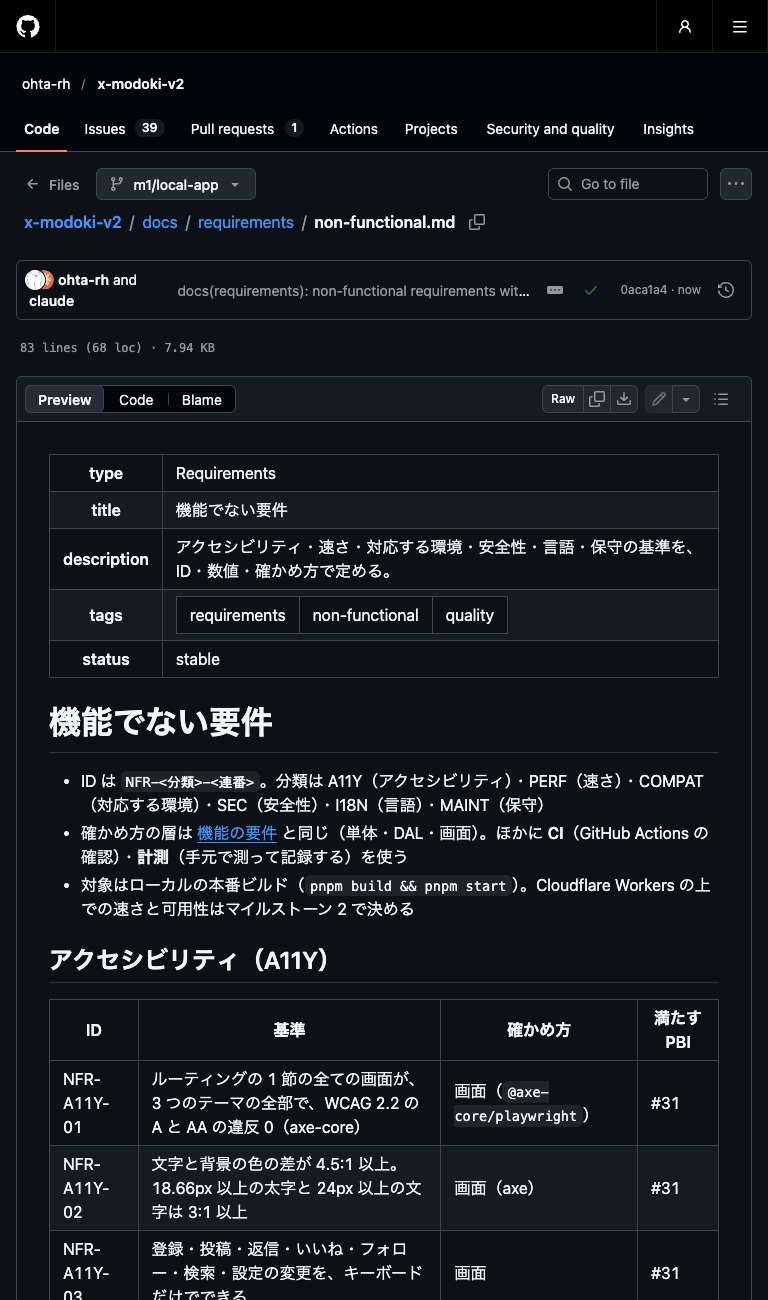 ohta-rh / x-modoki-v2
Code Issues 39 Pull requests 1 Actions Projects Security and quality Insights
Files m1/local-app Go to file
x-modoki-v2 / docs / requirements / non-functional.md
ohta-rh and
claude
docs(requirements): non-functional requirements wit... 0aca1a4 · now
83 lines (68 loc) · 7.94 KB
Preview Code Blame Raw
type Requirements
title 機能でない要件
description アクセシビリティ・速さ・対応する環境・安全性・言語・保守の基準を、
ID・数値・確かめ方で定める。
tags requirements non-functional quality
status stable
機能でない要件
• ID は NFR-<分類>-<連番>。分類は A11Y（アクセシビリティ）・PERF（速さ）・COMPAT
（対応する環境）・SEC（安全性）・I18N（言語）・MAINT（保守）
• 確かめ方の層は 機能の要件 と同じ（単体・DAL・画面）。ほかに CI（GitHub Actions の
確認）・計測（手元で測って記録する）を使う
• 対象はローカルの本番ビルド（pnpm build && pnpm start）。Cloudflare Workers の上
での速さと可用性はマイルストーン 2 で決める
アクセシビリティ（A11Y）
ID 基準 確かめ方 満たす
PBI
NFR-
A11Y-
01
ルーティングの 1 節の全ての画面が、
3 つのテーマの全部で、WCAG 2.2 の
A と AA の違反 0（axe-core）
画面（@axe-
core/playwright）
#31
NFR-
A11Y-
02
文字と背景の色の差が 4.5:1 以上。
18.66px 以上の太字と 24px 以上の文
字は 3:1 以上
画面（axe）
#31
NFR-
A11Y-
03
登録・投稿・返信・いいね・フォロ
ー・検索・設定の変更を、キーボード
だけでできる
画面
#31